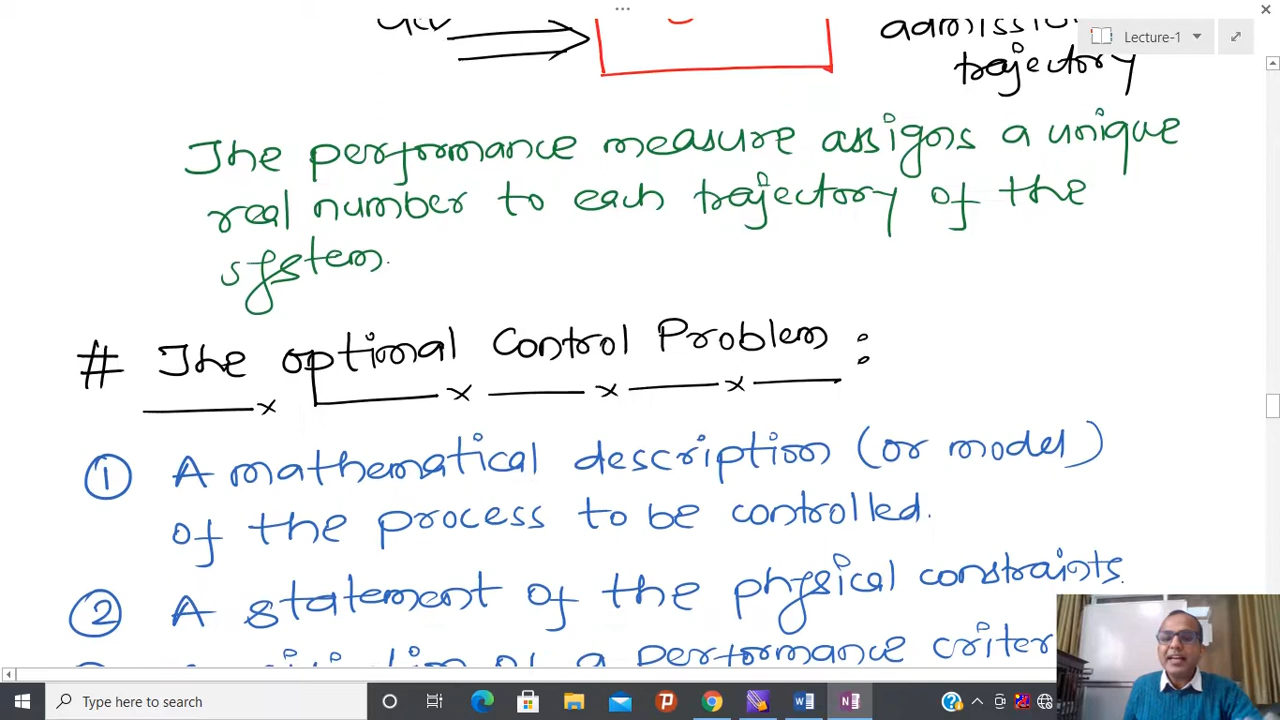 Lecture-1
trajectory
The performance measure assigns a unique
real number to each trajectory of the
system.
# The optimal Control Problem :
① A mathematical description (or model)
of the process to be controlled.
② A statement of the physical constraints.
of a performance
Type here to search